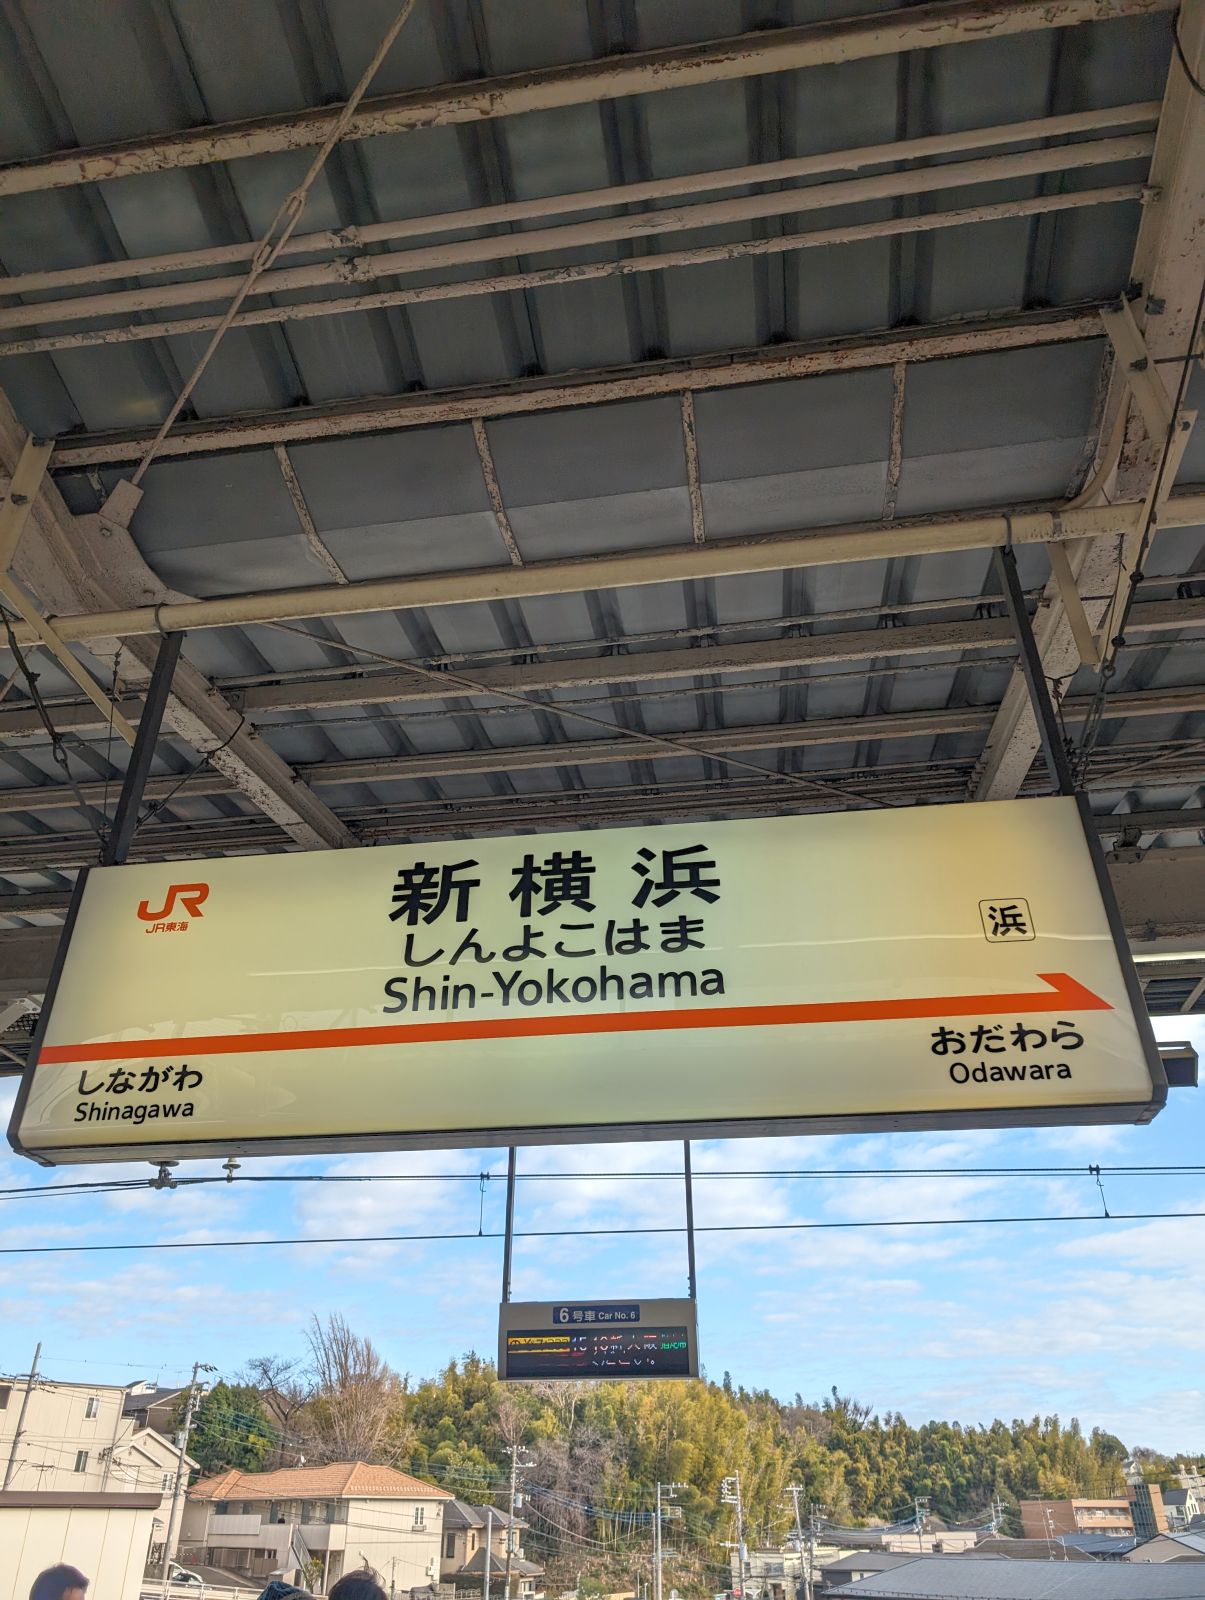 JR
JR東海
新横浜
しんよこはま
Shin-Yokohama
浜
しながわ
Shinagawa
おだわら
Odawara
6号車 Car No. 6